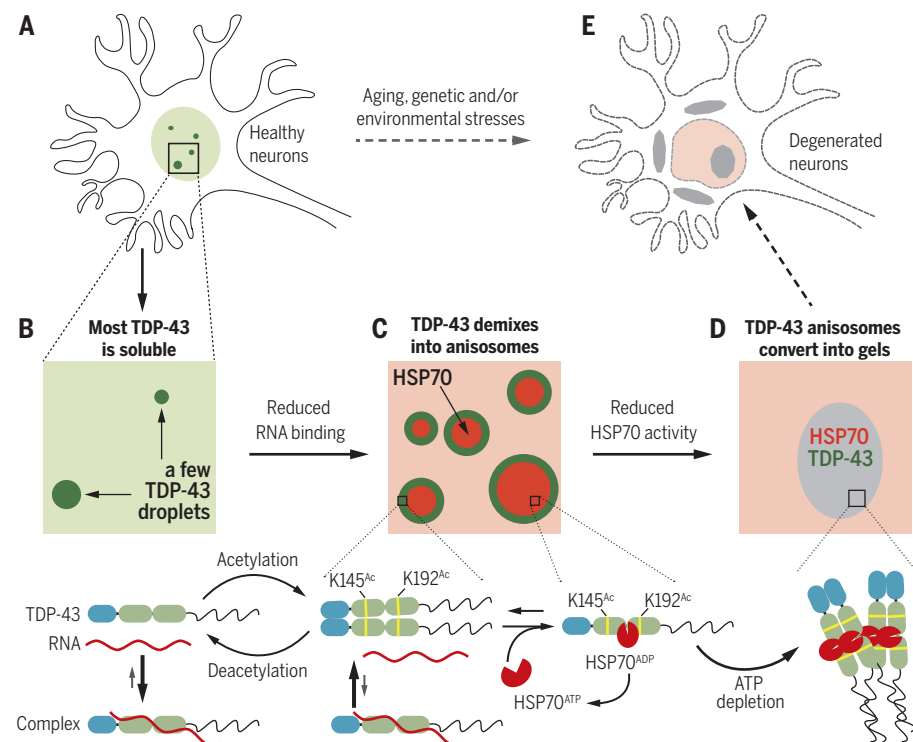 A
E
Healthy
neurons
Aging, genetic and/or
environmental stresses
Degenerated
neurons
B
Most TDP-43
is soluble
C
TDP-43 demixes
into anisosomes
D
TDP-43 anisosomes
convert into gels
a few
TDP-43
droplets
Reduced
RNA binding
HSP70
Reduced
HSP70 activity
HSP70
TDP-43
Acetylation
Deacetylation
TDP-43
RNA
Complex
K145Ac
K192Ac
K145Ac
K192Ac
HSP70ADP
HSP70ATP
ATP
depletion